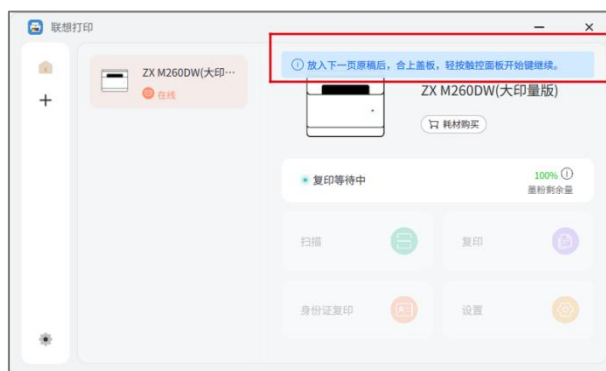 联想打印
ZX M260DW(大印…
在线
放入下一页原稿后，合上盖板，轻按触控面板开始键继续。
ZX M260DW(大印量版)
耗材购买
复印等待中
100%
墨粉剩余量
扫描
复印
身份证复印
设置